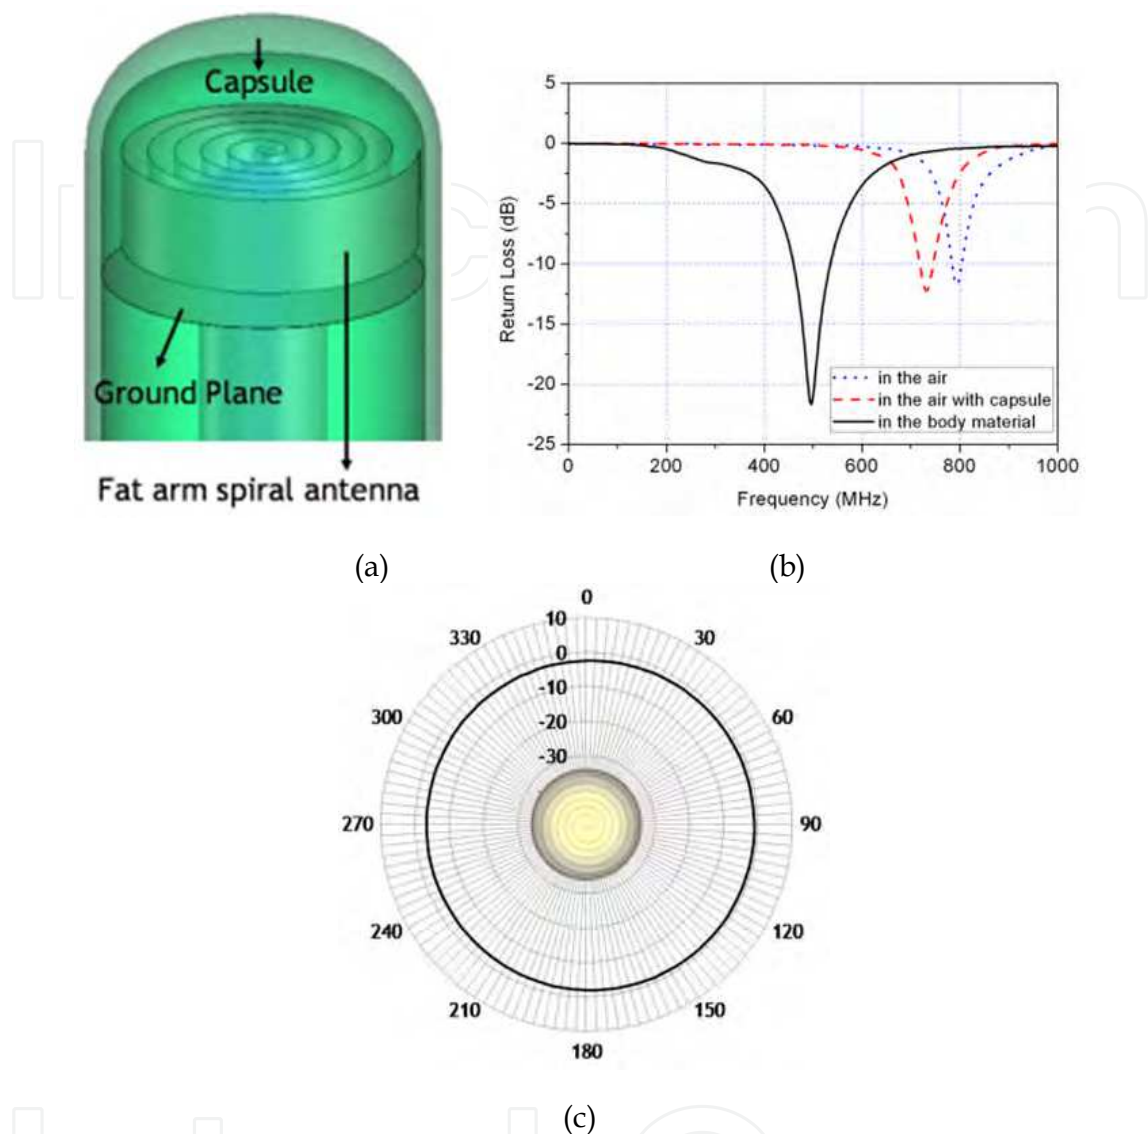 Capsule
Ground Plane
Fat arm spiral antenna
(a)
5
0
-5
-10
-15
-20
-25
Return Loss (dB)
in the air
in the air with capsule
in the body material
0 200 400 600 800 1000
Frequency (MHz)
(b)
0
30
60
90
120
150
180
210
240
270
300
330
10
0
-10
-20
-30
(c)